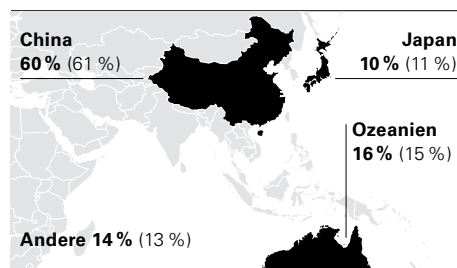 China
60 % (61 %)
Japan
10 % (11 %)
Ozeanien
16 % (15 %)
Andere 14 % (13 %)